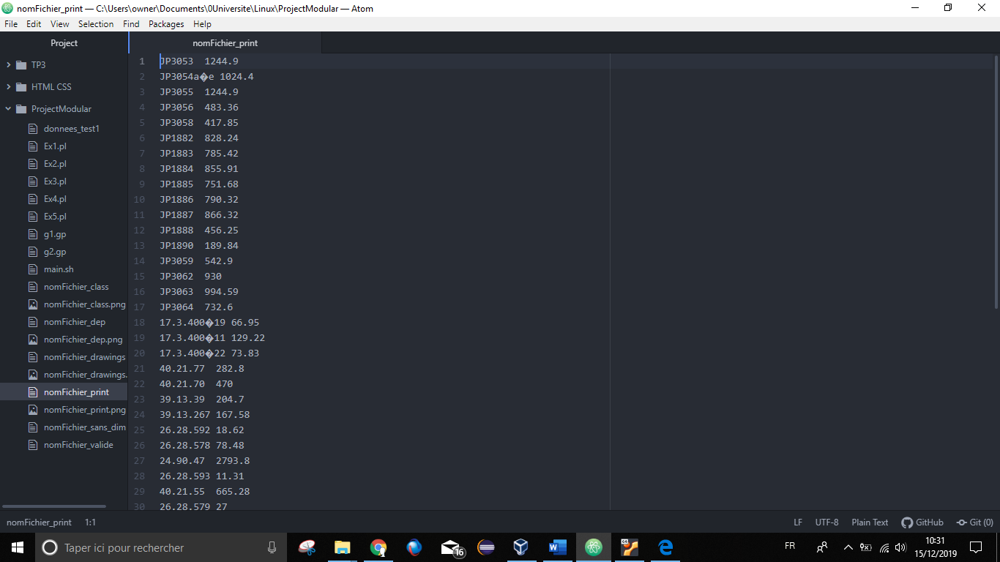 nomFichier_print — C:\Users\owner\Documents\0Universite\Linux\ProjectModular — Atom
File Edit View Selection Find Packages Help
Project
TP3
HTML CSS
ProjectModular
donnees_test1
Ex1.pl
Ex2.pl
Ex3.pl
Ex4.pl
Ex5.pl
g1.gp
g2.gp
main.sh
nomFichier_class
nomFichier_class.png
nomFichier_dep
nomFichier_dep.png
nomFichier_drawings
nomFichier_drawings.
nomFichier_print
nomFichier_print.png
nomFichier_sans_dim
nomFichier_valide
nomFichier_print
1 JP3053 1244.9
2 JP3054a�e 1024.4
3 JP3055 1244.9
4 JP3056 483.36
5 JP3058 417.85
6 JP1882 828.24
7 JP1883 785.42
8 JP1884 855.91
9 JP1885 751.68
10 JP1886 790.32
11 JP1887 866.32
12 JP1888 456.25
13 JP1890 189.84
14 JP3059 542.9
15 JP3062 930
16 JP3063 994.59
17 JP3064 732.6
18 17.3.400�19 66.95
19 17.3.400�11 129.22
20 17.3.400�22 73.83
21 40.21.77 282.8
22 40.21.70 470
23 39.13.39 204.7
24 39.13.267 167.58
25 26.28.592 18.62
26 26.28.578 78.48
27 24.90.47 2793.8
28 26.28.593 11.31
29 40.21.55 665.28
30 26.28.579 27
nomFichier_print 1:1 LF UTF-8 Plain Text GitHub Git (0)
Taper ici pour rechercher 16 FR 10:31
15/12/2019